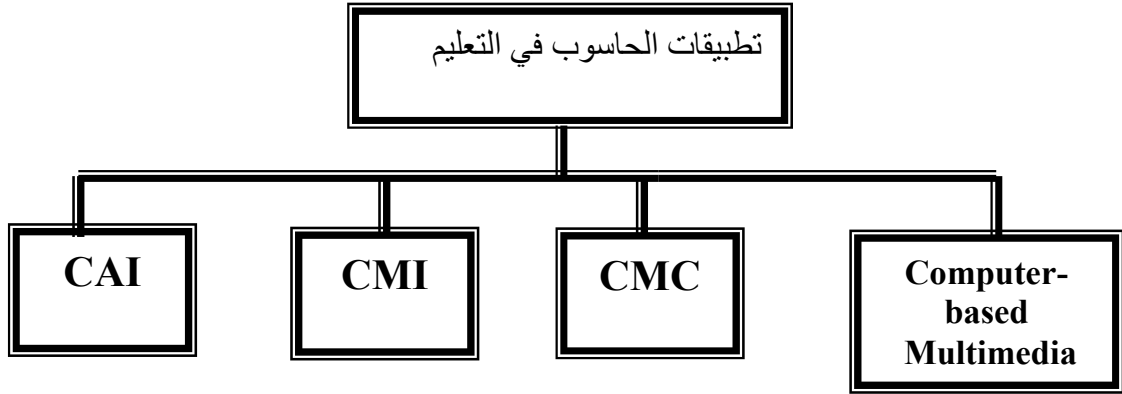 تطبيقات الحاسوب في التعليم
CAI
CMI
CMC
Computer-
based
Multimedia